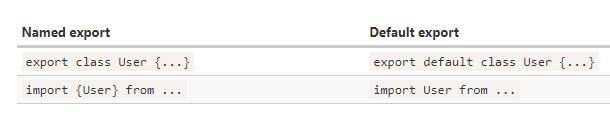 Named export Default export
export class User {...} export default class User {...}
import {User} from ... import User from ...